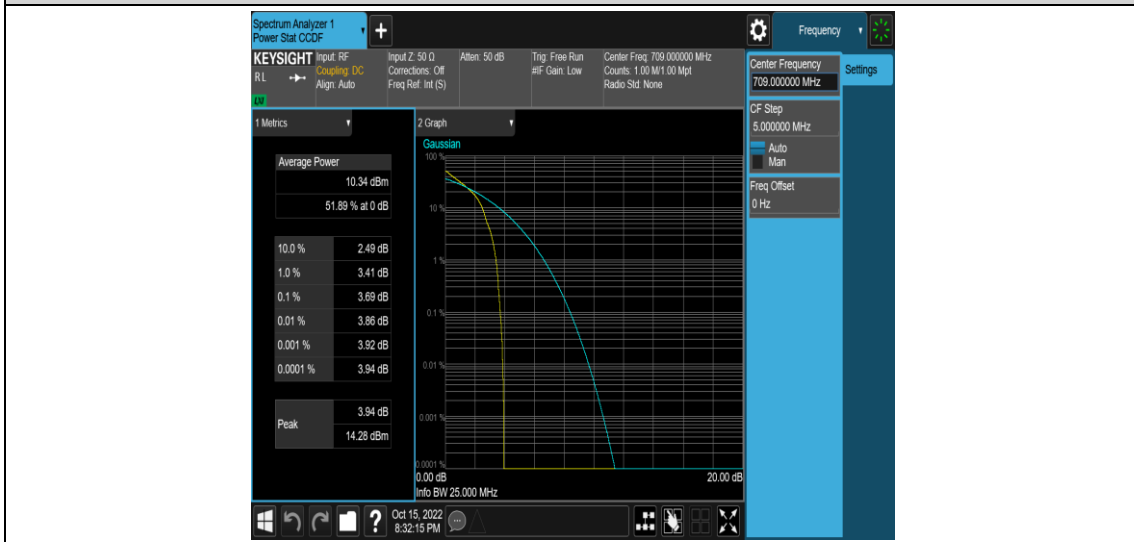 Spectrum Analyzer 1
Power Stat CCDF
+
Frequency
KEYSIGHT
RL
Input: RF
Coupling: DC
Align: Auto
Input Z: 50 Ω
Corrections: Off
Freq Ref: Int (S)
Atten: 50 dB
Trig: Free Run
#IF Gain: Low
Center Freq: 709.000000 MHz
Counts: 1.00 M/1.00 Mpt
Radio Std: None
Center Frequency
709.000000 MHz
Settings
CF Step
5.000000 MHz
Auto
Man
Freq Offset
0 Hz
1 Metrics
Average Power
10.34 dBm
51.89 % at 0 dB
10.0 % 2.49 dB
1.0 % 3.41 dB
0.1 % 3.69 dB
0.01 % 3.86 dB
0.001 % 3.92 dB
0.0001 % 3.94 dB
Peak
3.94 dB
14.28 dBm
2 Graph
Gaussian
100 %
10 %
1 %
0.1 %
0.01 %
0.001 %
0.0001 %
0.00 dB
20.00 dB
Info BW 25.000 MHz
?
Oct 15, 2022
8:32:15 PM